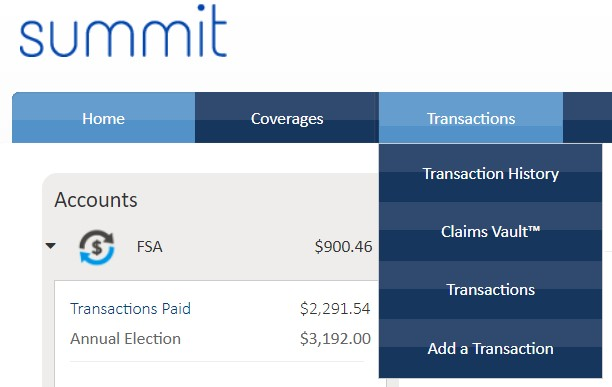 summit
Home Coverages Transactions
Transaction History
Claims Vault™
Transactions
Add a Transaction
Accounts
$ FSA $900.46
Transactions Paid $2,291.54
Annual Election $3,192.00